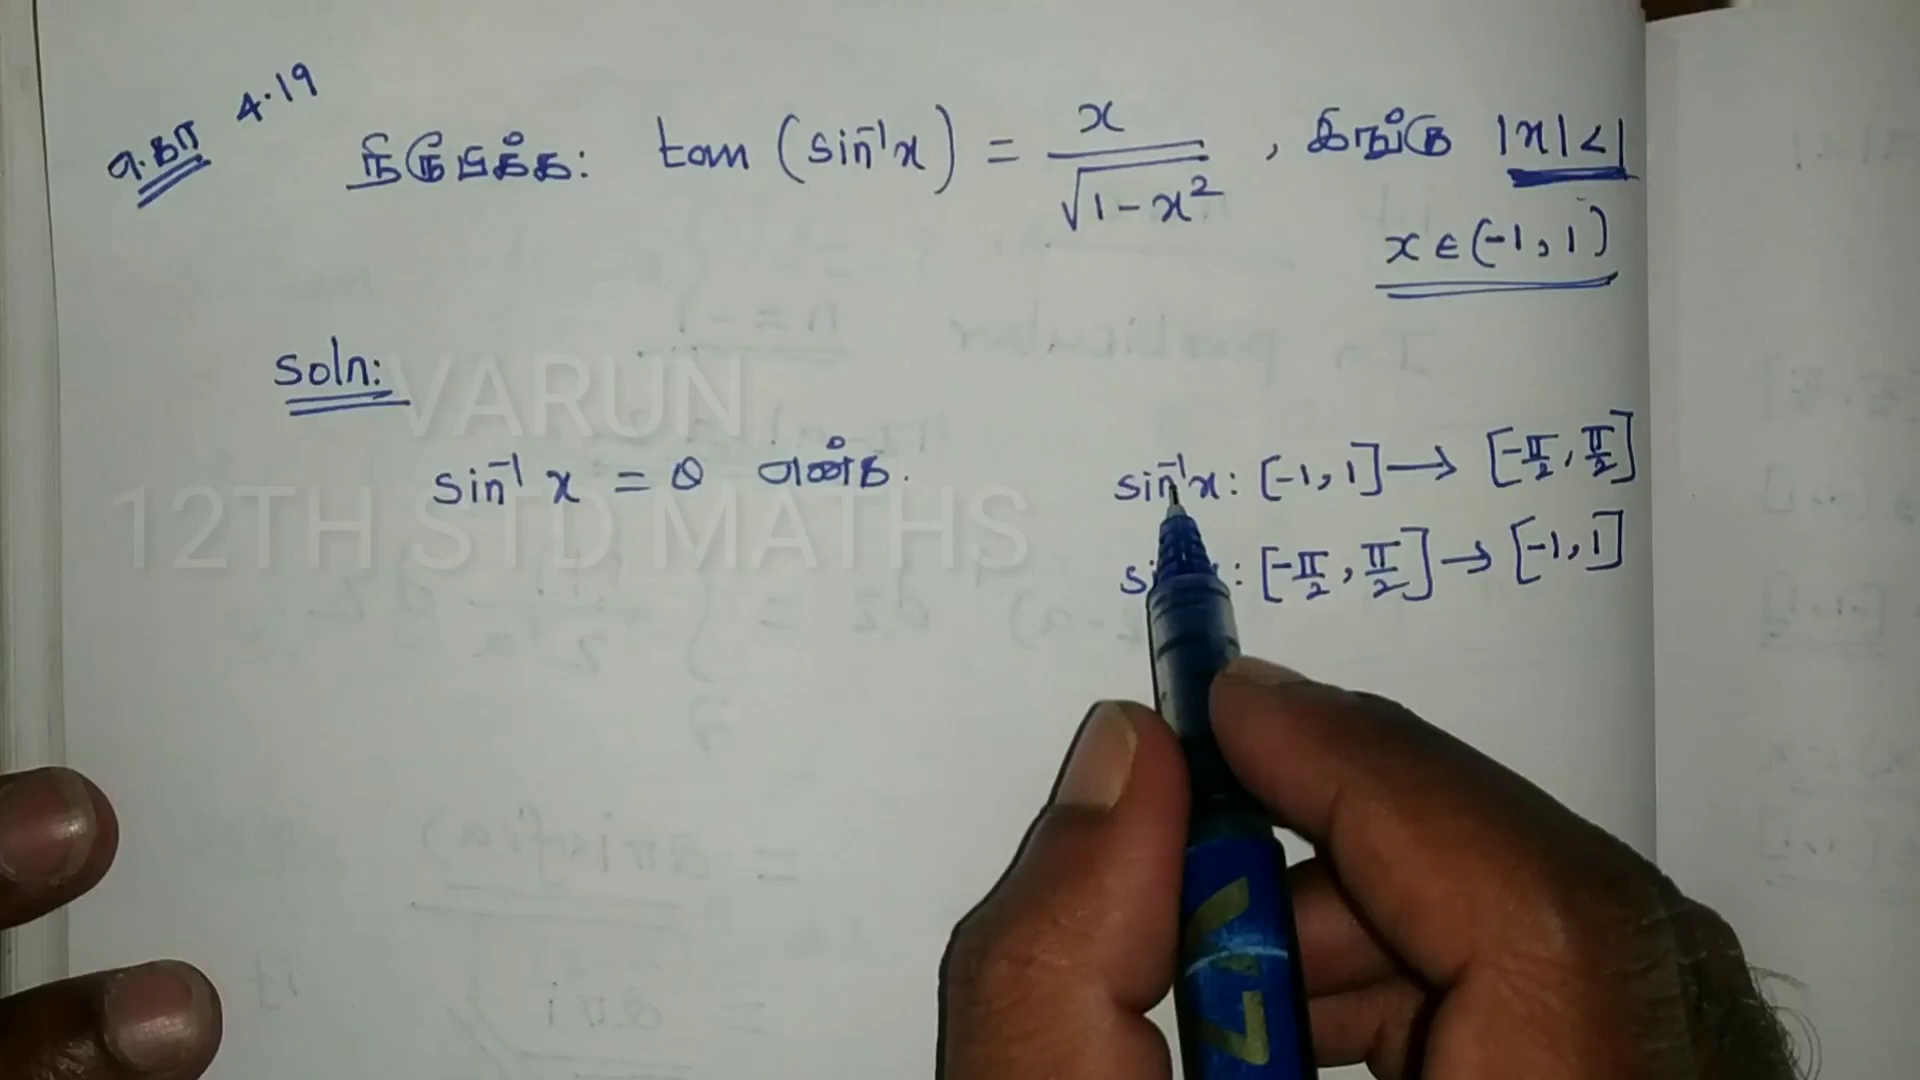 எ.கா 4.19
நிரூபிக்க: tan (sin⁻¹x) = x/√1-x² , இங்கு |x|<1
x ∈ (-1, 1)
Soln:
VARUN
sin⁻¹ x = θ என்க.
12TH STD MATHS
sin⁻¹x: [-1, 1] → [-π/2, π/2]
: [-π/2, π/2] → [-1, 1]